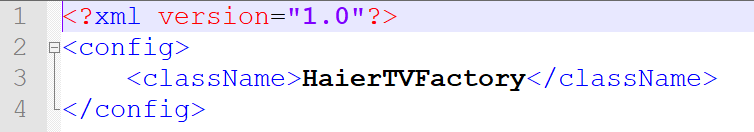 1 <?xml version="1.0"?>
2 <config>
3 <className>HaierTVFactory</className>
4 </config>